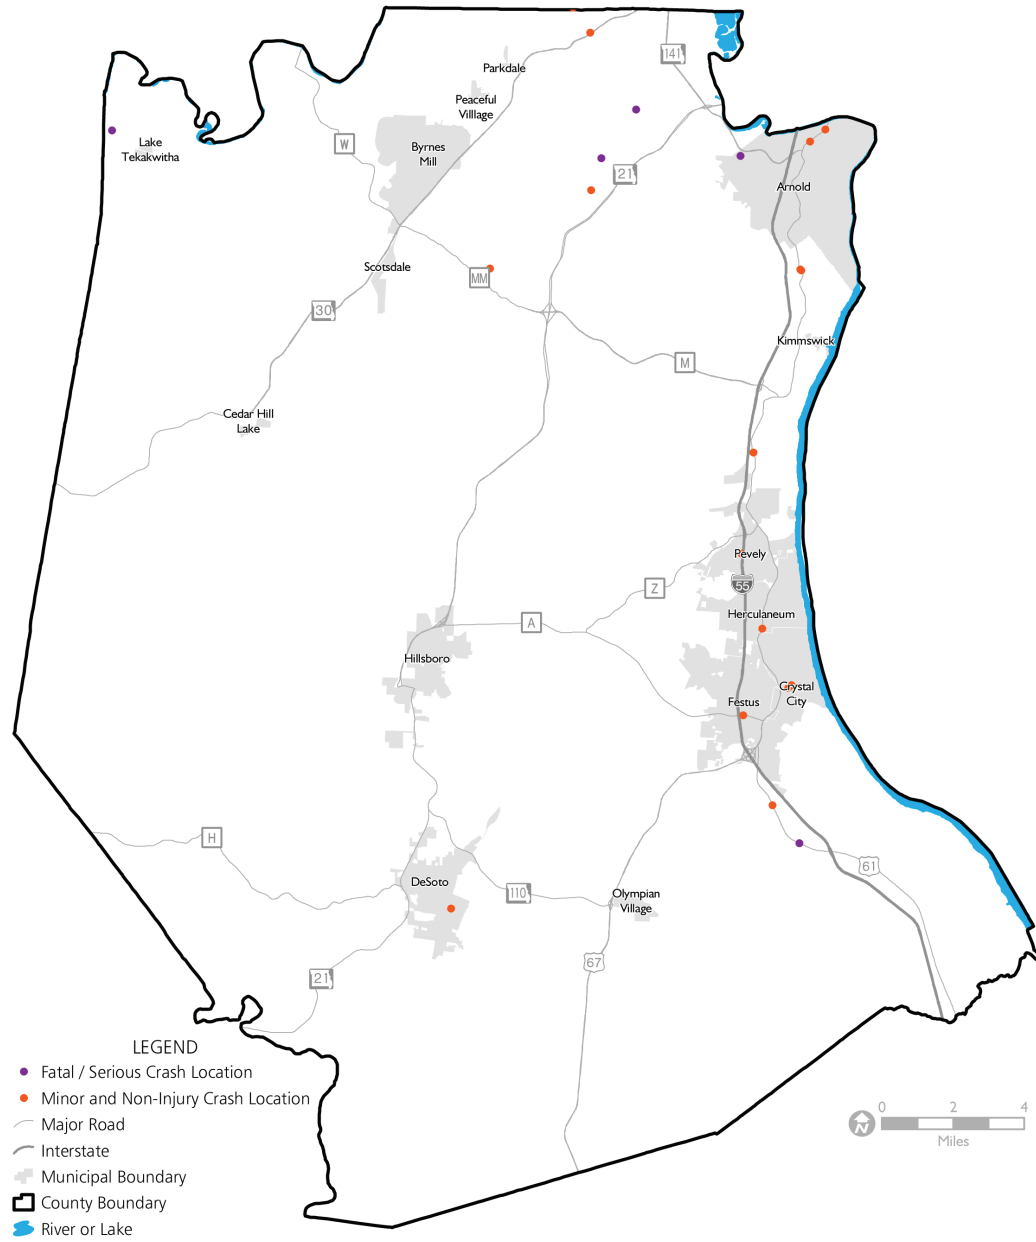 141
Parkdale
Peaceful
Villlage
W
Byrnes
Mill
Lake
Tekakwitha
21
Arnold
Scotsdale
MM
30
Kimmswick
M
Cedar Hill
Lake
Pevely
55
Z
Herculaneum
A
Hillsboro
Crystal
City
Festus
H
61
DeSoto
110
Olympian
Village
67
21
LEGEND
Fatal / Serious Crash Location
Minor and Non-Injury Crash Location
Major Road
Interstate
Municipal Boundary
County Boundary
River or Lake
N
0 2 4
Miles